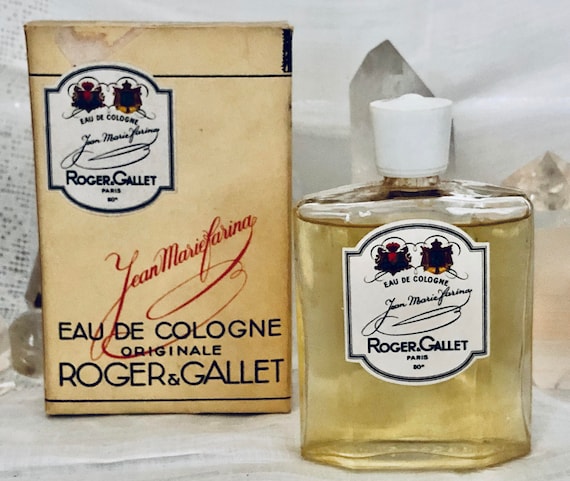 EAU DE COLOGNE
Jean Marie Farina
ROGER & GALLET
PARIS
80°
Jean Marie Farina
EAU DE COLOGNE
ORIGINALE
ROGER & GALLET
EAU DE COLOGNE
Jean Marie Farina
ROGER & GALLET
PARIS
80°